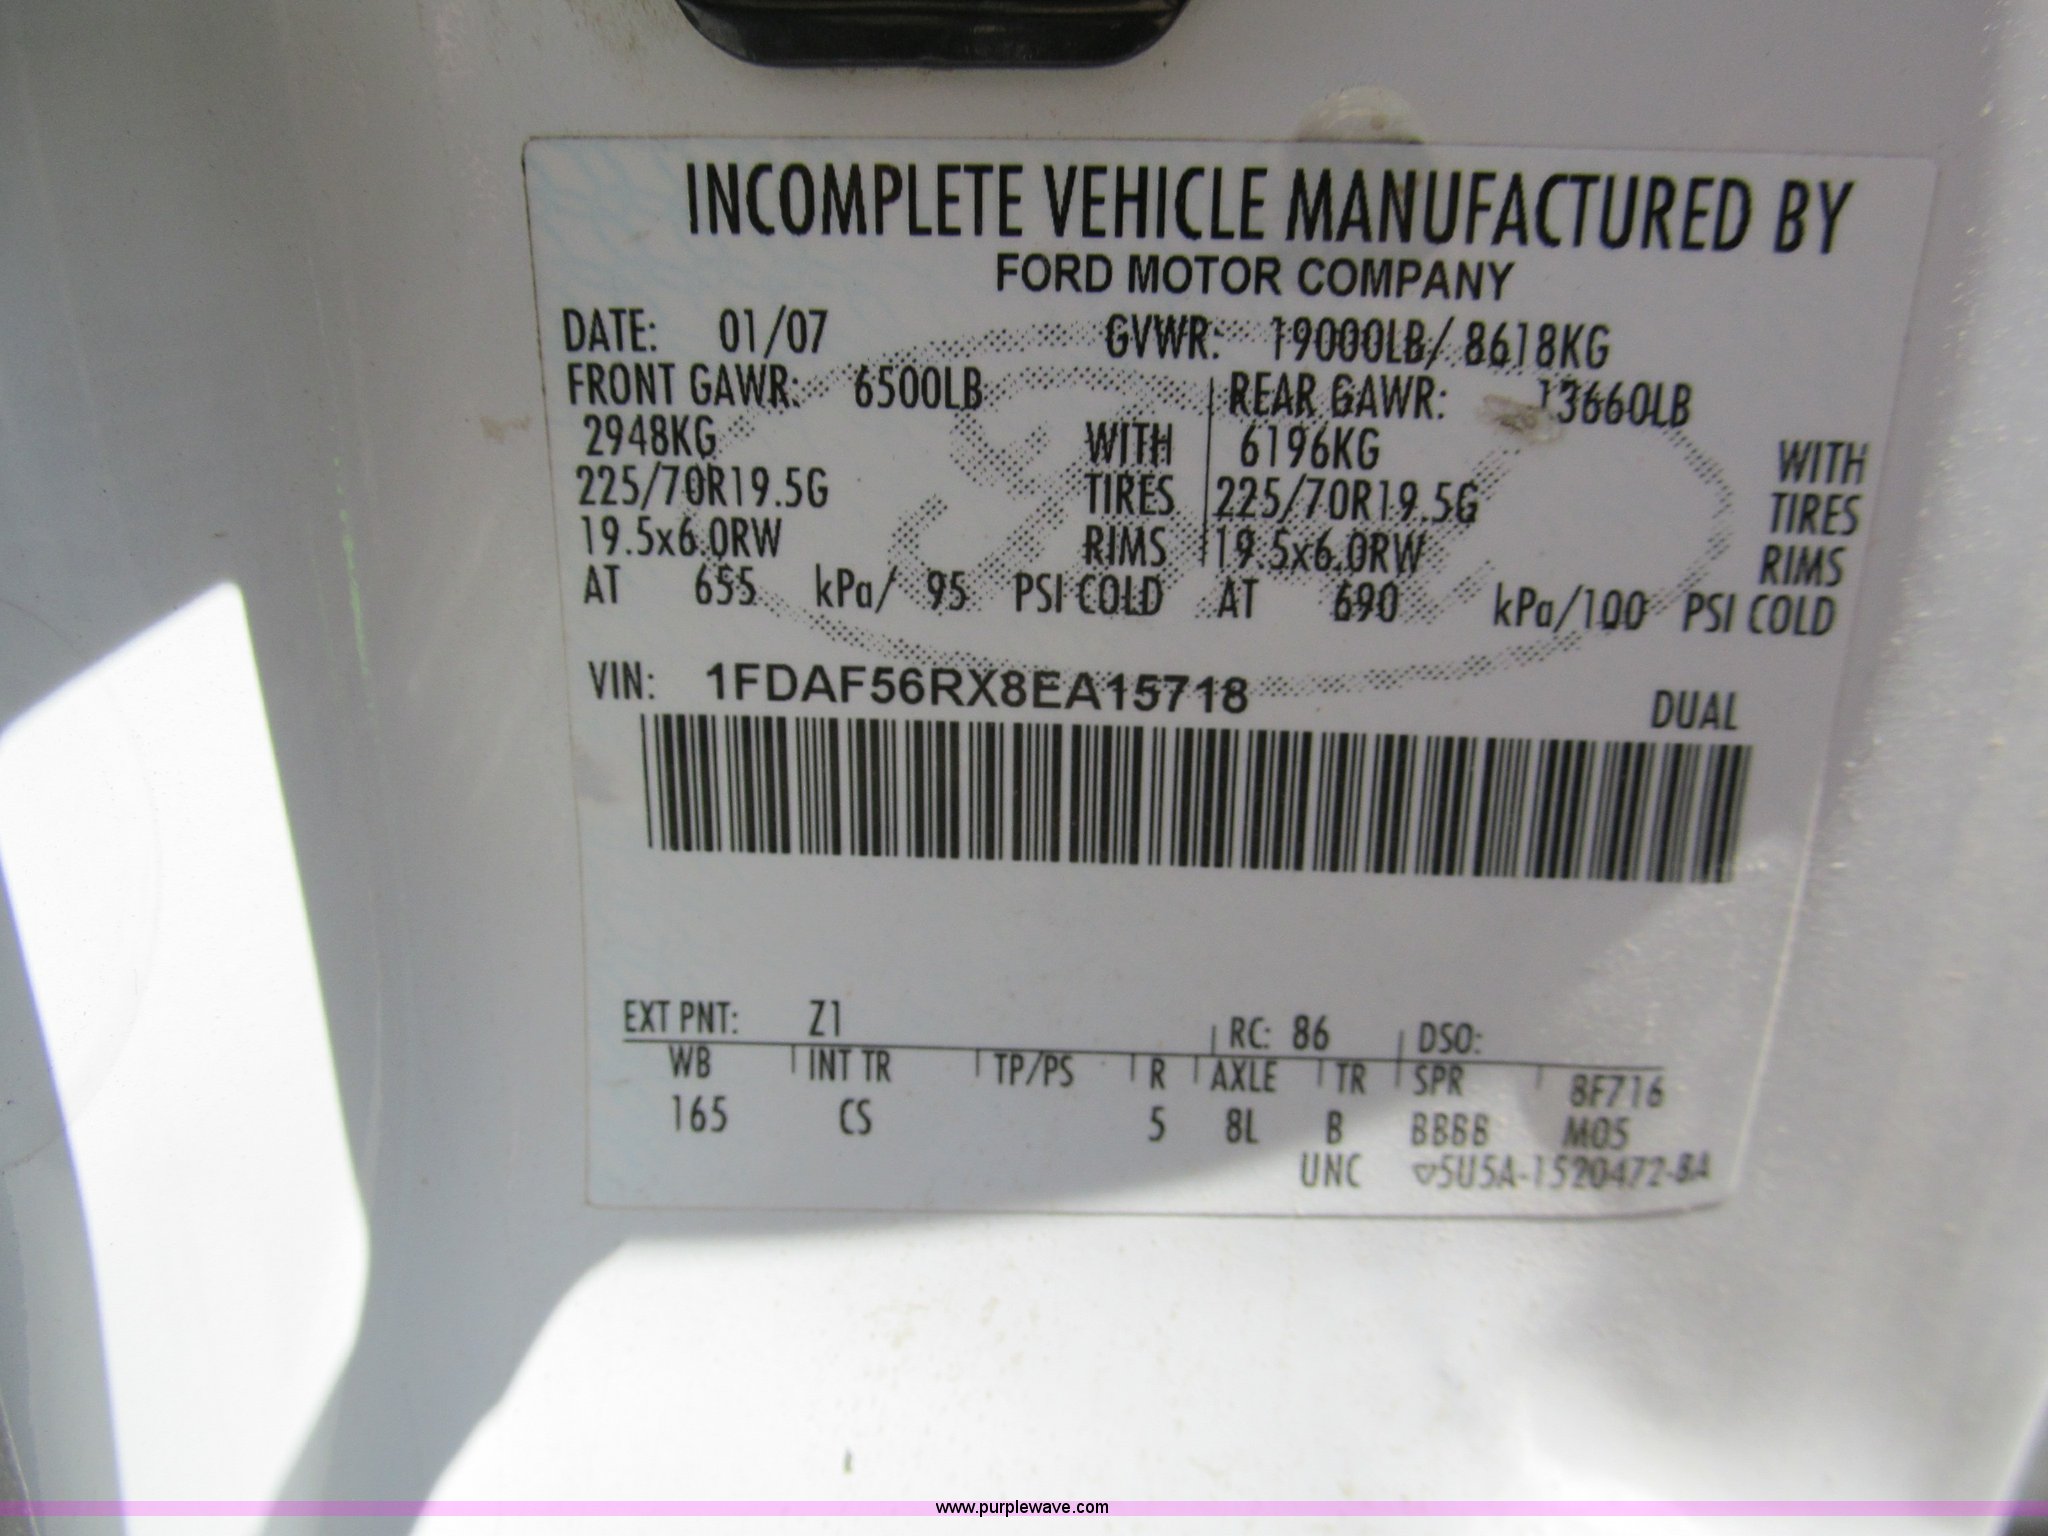 INCOMPLETE VEHICLE MANUFACTURED BY
FORD MOTOR COMPANY
DATE: 01/07 GVWR: 19000LB/ 8618KG
FRONT GAWR: 6500LB REAR GAWR: 13660LB
2948KG WITH 6196KG WITH
225/70R19.5G TIRES 225/70R19.5G TIRES
19.5x6.0RW RIMS 19.5x6.0RW RIMS
AT 655 kPa/ 95 PSI COLD AT 690 kPa/100 PSI COLD
VIN: 1FDAF56RX8EA15718 DUAL
EXT PNT: Z1 RC: 86 DSO:
WB INT TR TP/PS R AXLE TR SPR 8F716
165 CS 5 8L B BBBB M05
UNC ▽5U5A-1520472-BA
www.purplewave.com